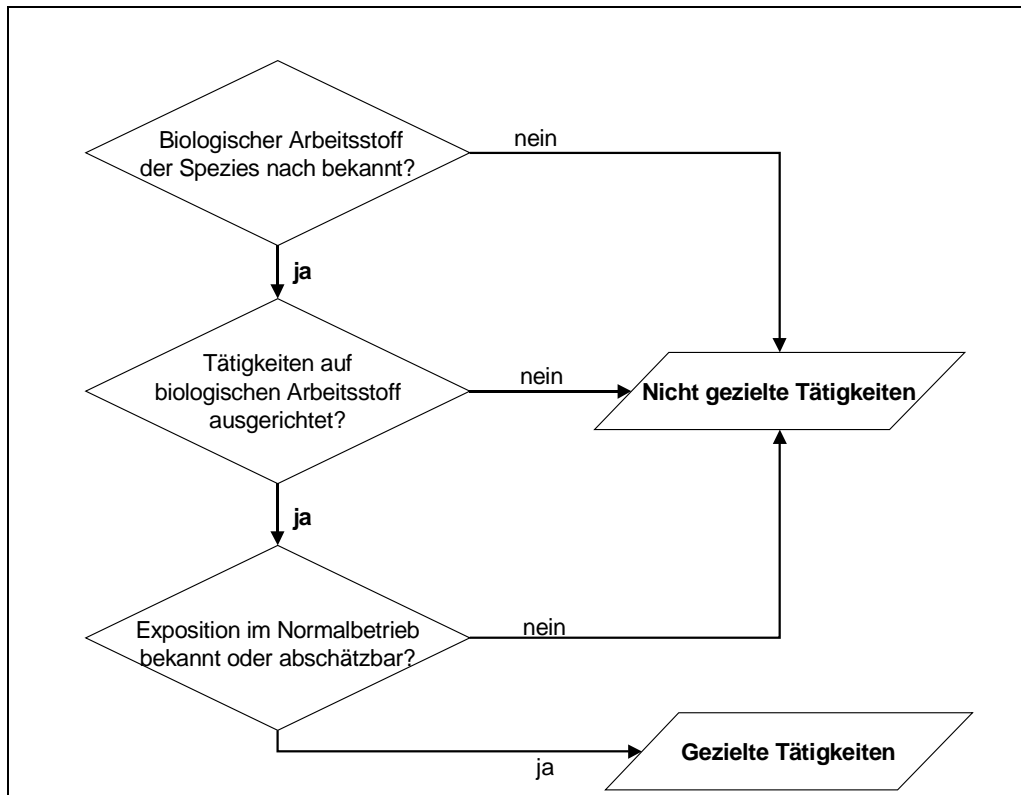 Biologischer Arbeitsstoff
der Spezies nach bekannt?
nein
ja
Tätigkeiten auf
biologischen Arbeitsstoff
ausgerichtet?
nein
Nicht gezielte Tätigkeiten
ja
Exposition im Normalbetrieb
bekannt oder abschätzbar?
nein
ja
Gezielte Tätigkeiten